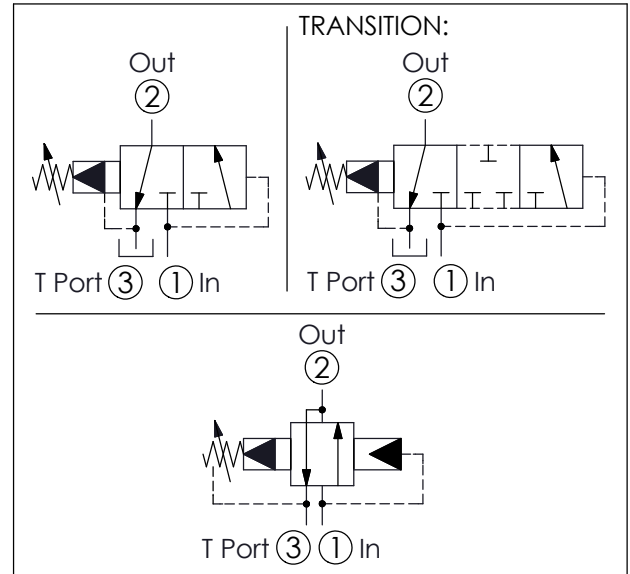 Out
②
T Port ③ ① In
TRANSITION:
Out
②
T Port ③ ① In
Out
②
T Port ③ ① In